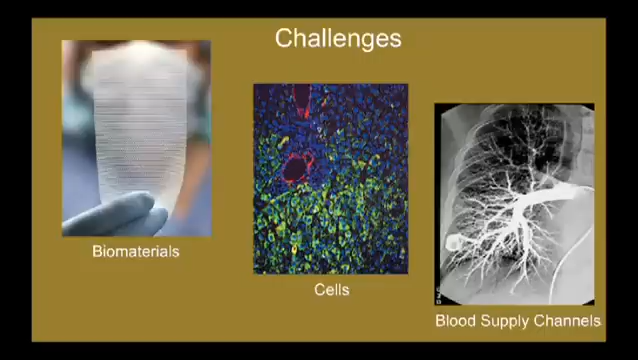 Challenges
Biomaterials
Cells
Blood Supply Channels